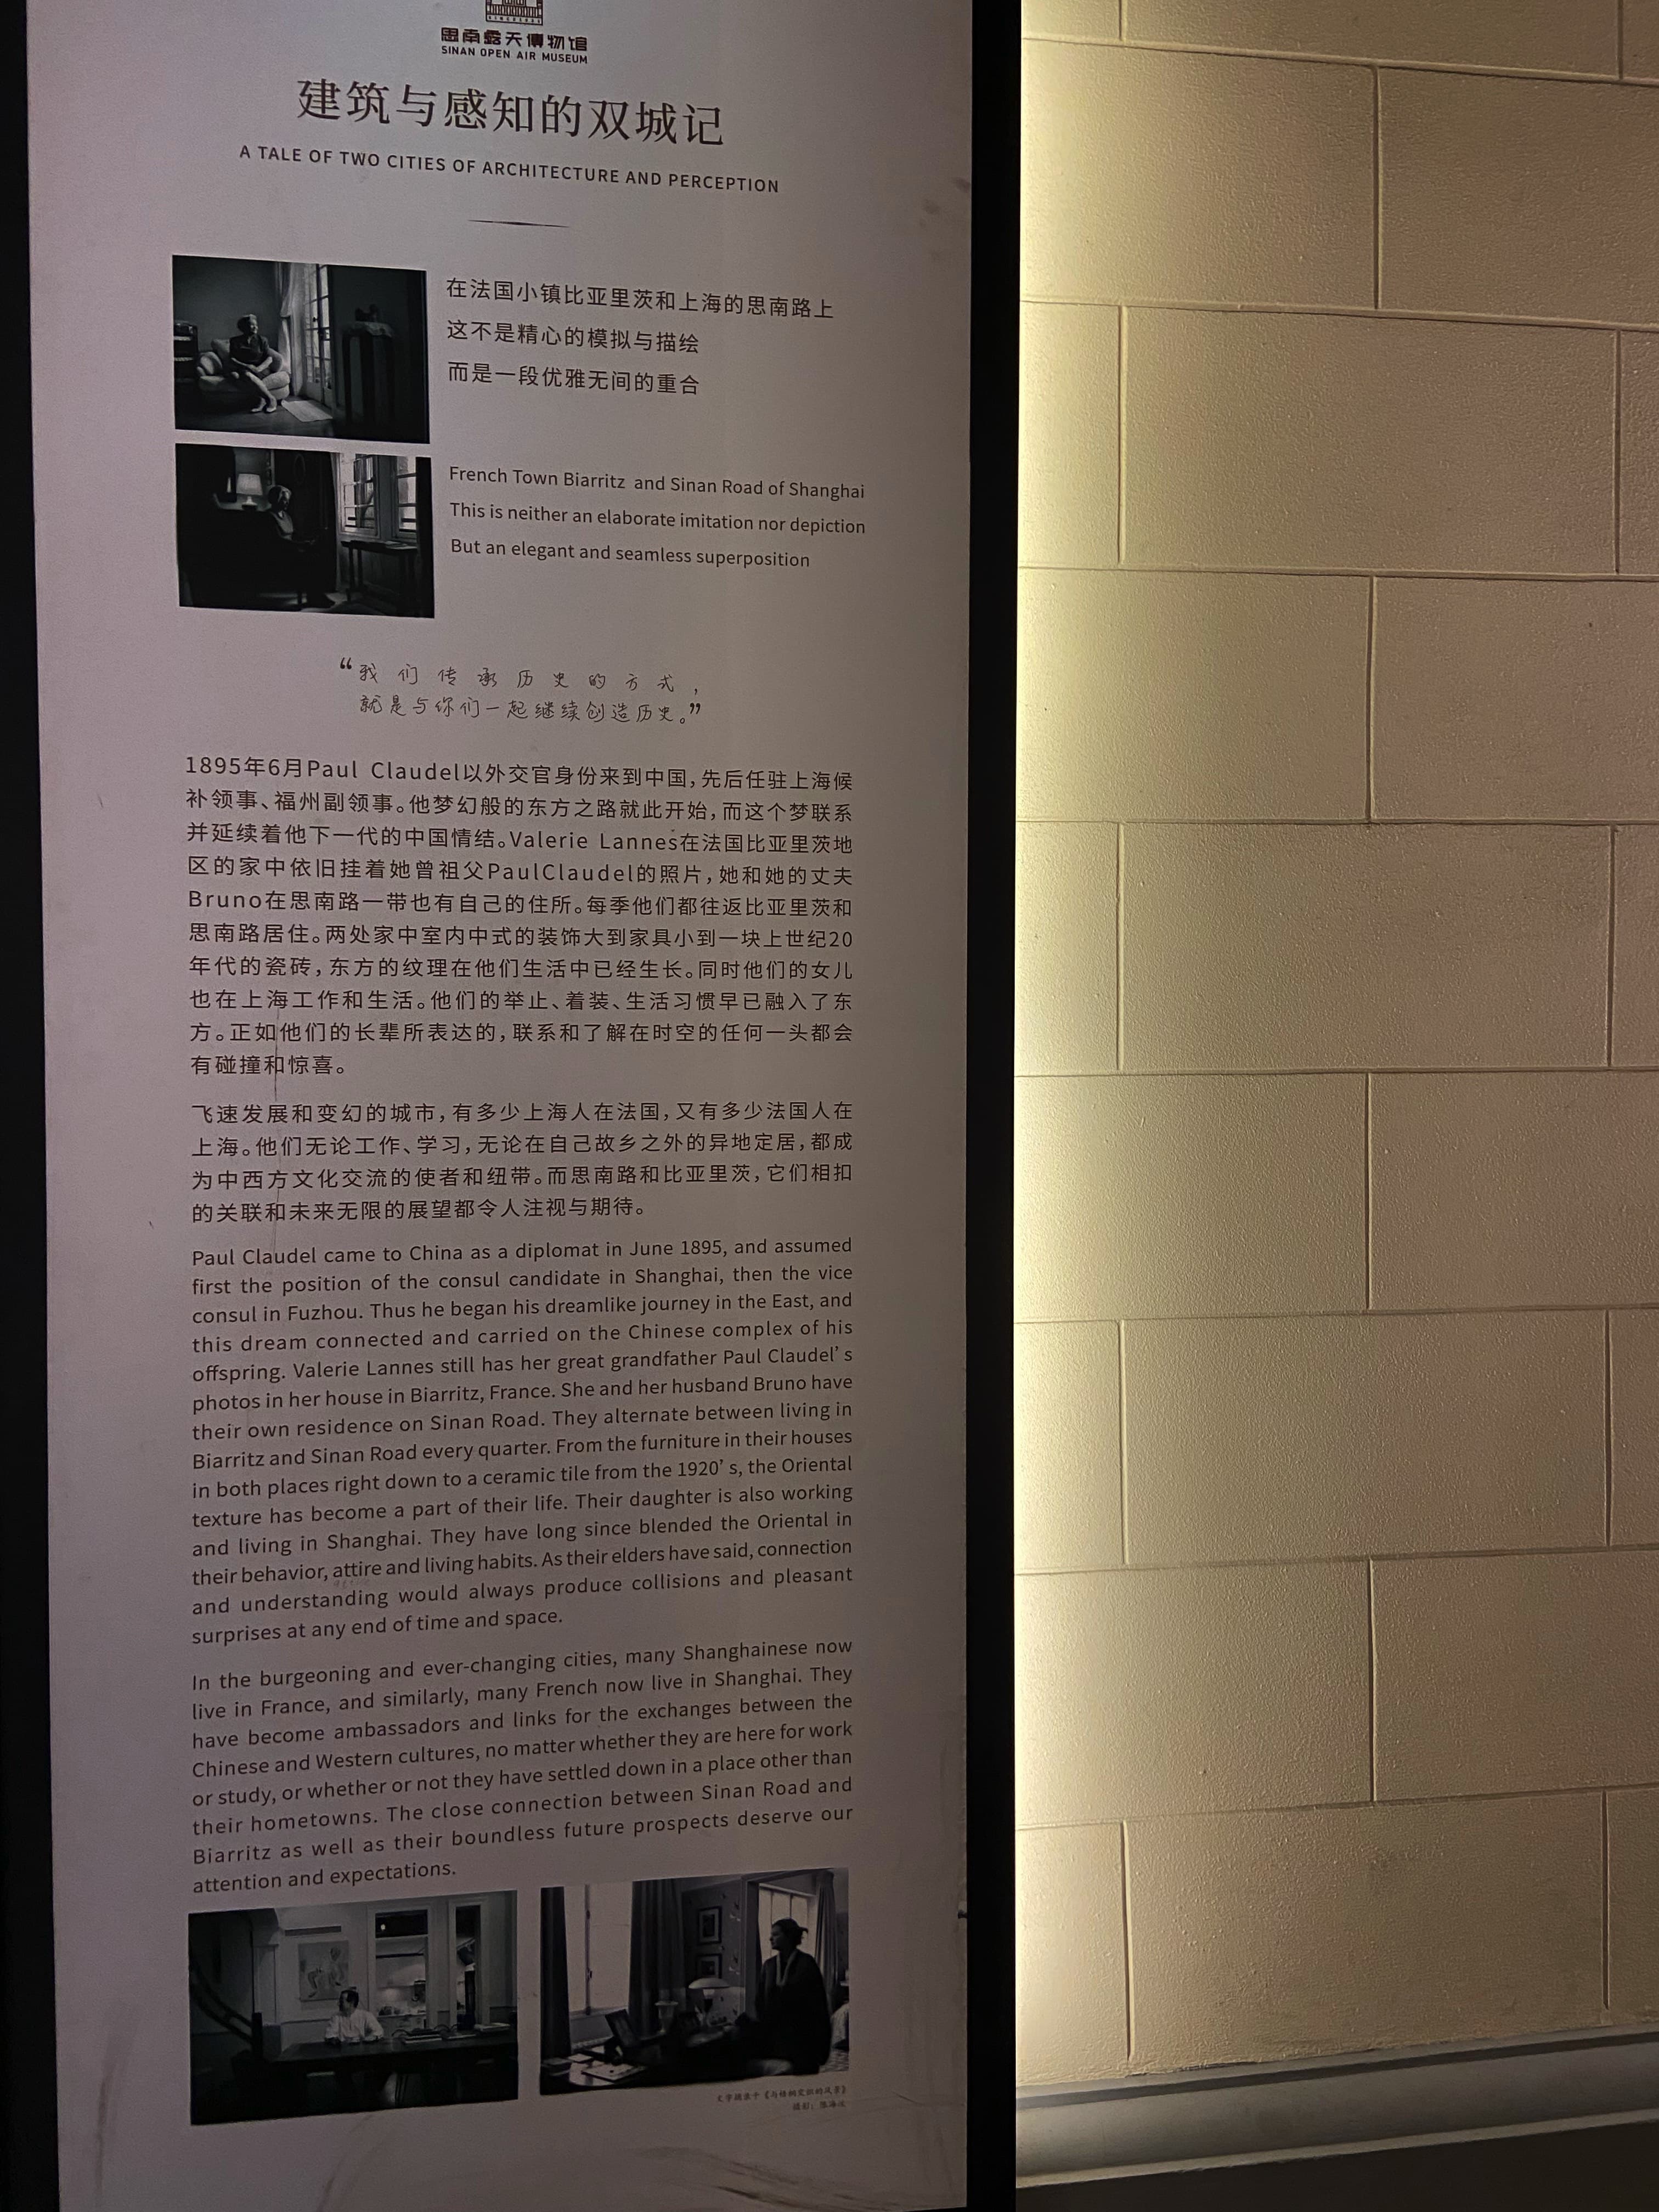 思南露天博物馆
SINAN OPEN AIR MUSEUM
建筑与感知的双城记
A TALE OF TWO CITIES OF ARCHITECTURE AND PERCEPTION
在法国小镇比亚里茨和上海的思南路上
这不是精心的模拟与描绘
而是一段优雅无间的重合
French Town Biarritz and Sinan Road of Shanghai
This is neither an elaborate imitation nor depiction
But an elegant and seamless superposition
“我们传承历史的方式，
就是与你们一起继续创造历史。”
1895年6月Paul Claudel以外交官身份来到中国，先后任驻上海候
补领事、福州副领事。他梦幻般的东方之路就此开始，而这个梦联系
并延续着他下一代的中国情结。Valerie Lannes在法国比亚里茨地
区的家中依旧挂着她曾祖父PaulClaudel的照片，她和她的丈夫
Bruno在思南路一带也有自己的住所。每季他们都往返比亚里茨和
思南路居住。两处家中室内中式的装饰大到家具小到一块上世纪20
年代的瓷砖，东方的纹理在他们生活中已经生长。同时他们的女儿
也在上海工作和生活。他们的举止、着装、生活习惯早已融入了东
方。正如他们的长辈所表达的，联系和了解在时空的任何一头都会
有碰撞和惊喜。
飞速发展和变幻的城市，有多少上海人在法国，又有多少法国人在
上海。他们无论工作、学习，无论在自己故乡之外的异地定居，都成
为中西方文化交流的使者和纽带。而思南路和比亚里茨，它们相扣
的关联和未来无限的展望都令人注视与期待。
Paul Claudel came to China as a diplomat in June 1895, and assumed
first the position of the consul candidate in Shanghai, then the vice
consul in Fuzhou. Thus he began his dreamlike journey in the East, and
this dream connected and carried on the Chinese complex of his
offspring. Valerie Lannes still has her great grandfather Paul Claudel’ s
photos in her house in Biarritz, France. She and her husband Bruno have
their own residence on Sinan Road. They alternate between living in
Biarritz and Sinan Road every quarter. From the furniture in their houses
in both places right down to a ceramic tile from the 1920’ s, the Oriental
texture has become a part of their life. Their daughter is also working
and living in Shanghai. They have long since blended the Oriental in
their behavior, attire and living habits. As their elders have said, connection
and understanding would always produce collisions and pleasant
surprises at any end of time and space.
In the burgeoning and ever-changing cities, many Shanghainese now
live in France, and similarly, many French now live in Shanghai. They
have become ambassadors and links for the exchanges between the
Chinese and Western cultures, no matter whether they are here for work
or study, or whether or not they have settled down in a place other than
their hometowns. The close connection between Sinan Road and
Biarritz as well as their boundless future prospects deserve our
attention and expectations.